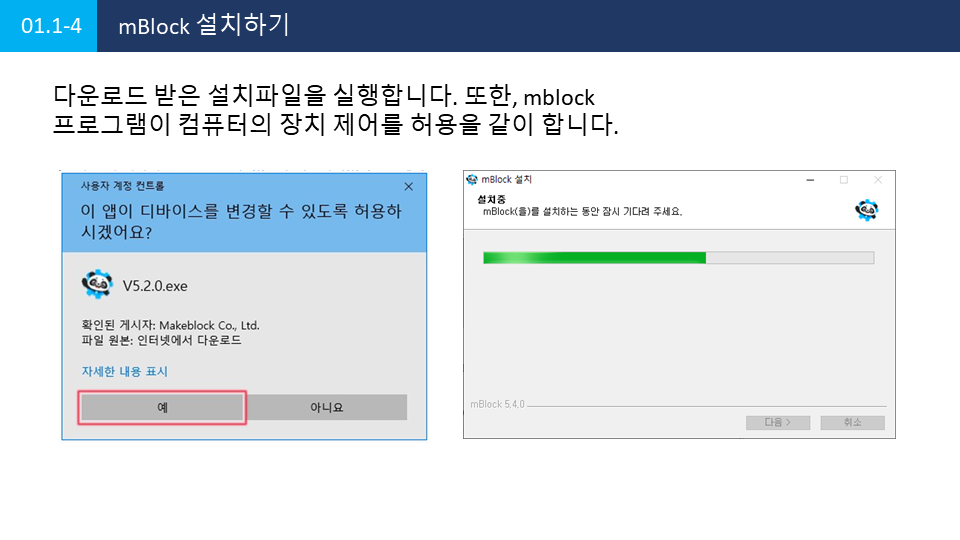 01.1-4
mBlock 설치하기
다운로드 받은 설치파일을 실행합니다. 또한, mblock
프로그램이 컴퓨터의 장치 제어를 허용을 같이 합니다.
사용자 계정 컨트롤
이 앱이 디바이스를 변경할 수 있도록 허용하
시겠어요?
V5.2.0.exe
확인된 게시자: Makeblock Co., Ltd.
파일 원본: 인터넷에서 다운로드
자세한 내용 표시
예
아니요
mBlock 설치
설치중
mBlock(을)를 설치하는 동안 잠시 기다려 주세요.
mBlock 5.4.0
다음 >
취소